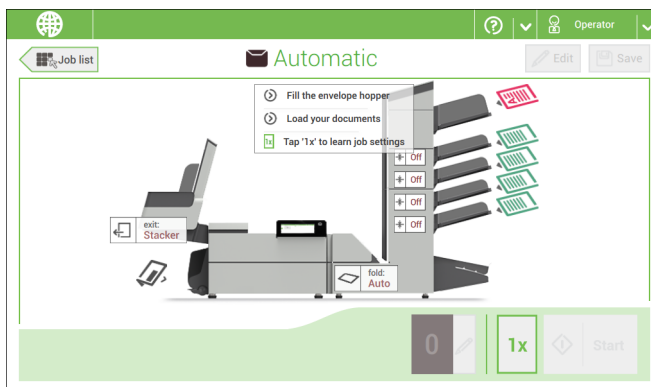 ?
Operator
Job list
Automatic
Edit
Save
Fill the envelope hopper
Load your documents
1x
Tap '1x' to learn job settings
Off
Off
Off
Off
exit:
Stacker
fold:
Auto
0
1x
Start